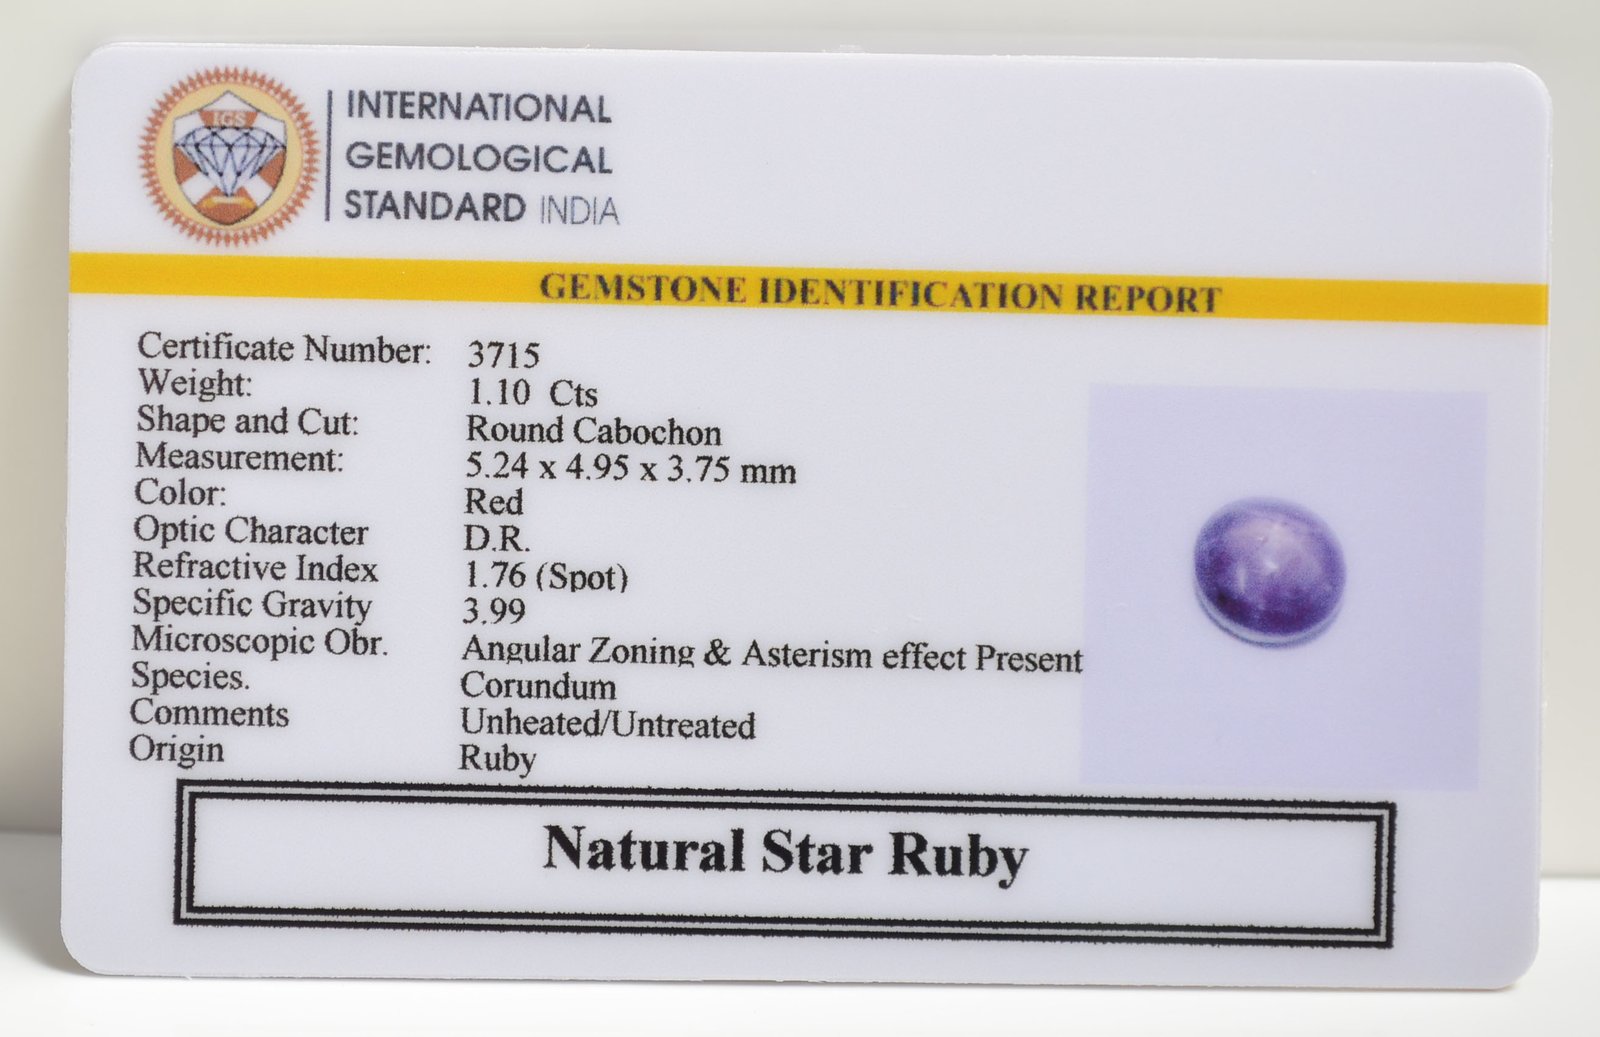 IGS
INTERNATIONAL
GEMOLOGICAL
STANDARD INDIA
GEMSTONE IDENTIFICATION REPORT
Certificate Number: 3715
Weight: 1.10 Cts
Shape and Cut: Round Cabochon
Measurement: 5.24 x 4.95 x 3.75 mm
Color: Red
Optic Character D.R.
Refractive Index 1.76 (Spot)
Specific Gravity 3.99
Microscopic Obr. Angular Zoning & Asterism effect Present
Species. Corundum
Comments Unheated/Untreated
Origin Ruby
Natural Star Ruby